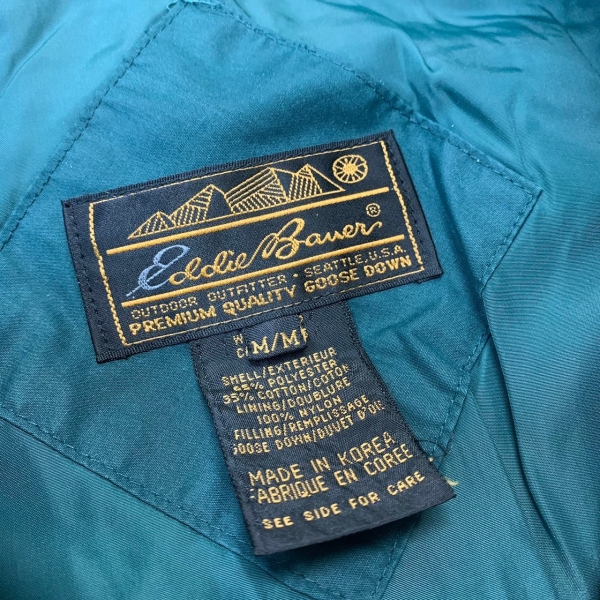 Eddie Bauer®
OUTDOOR OUTFITTER · SEATTLE, U.S.A.
PREMIUM QUALITY GOOSE DOWN
M/M
SHELL/EXTERIEUR
65% POLYESTER
35% COTTON/COTON
LINING/DOUBLURE
100% NYLON
FILLING/REMPLISSAGE
GOOSE DOWN/DUVET D'OIE
MADE IN KOREA
FABRIQUE EN COREE
SEE SIDE FOR CARE